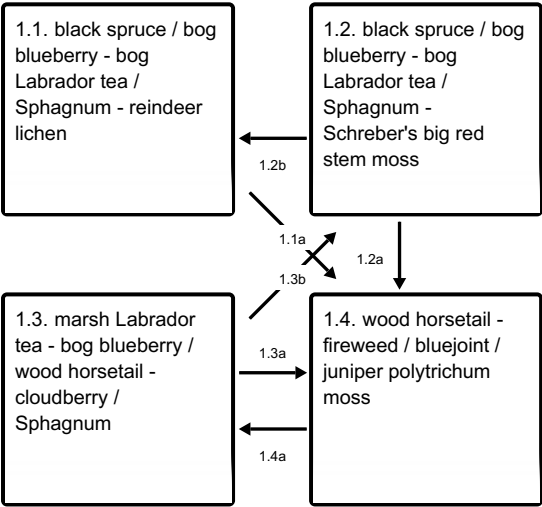 1.1. black spruce / bog
blueberry - bog
Labrador tea /
Sphagnum - reindeer
lichen
1.2. black spruce / bog
blueberry - bog
Labrador tea /
Sphagnum -
Schreber's big red
stem moss
1.2b
1.1a
1.3b
1.2a
1.3. marsh Labrador
tea - bog blueberry /
wood horsetail -
cloudberry /
Sphagnum
1.3a
1.4a
1.4. wood horsetail -
fireweed / bluejoint /
juniper polytrichum
moss